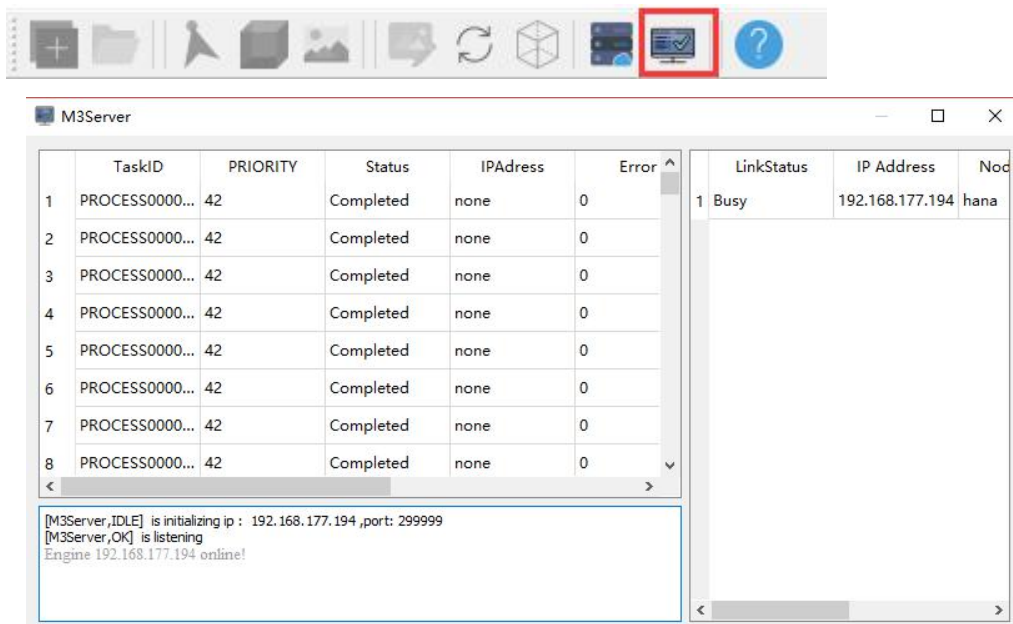 ?
M3Server
TaskID PRIORITY Status IPAdress Error
1 PROCESS0000... 42 Completed none 0
2 PROCESS0000... 42 Completed none 0
3 PROCESS0000... 42 Completed none 0
4 PROCESS0000... 42 Completed none 0
5 PROCESS0000... 42 Completed none 0
6 PROCESS0000... 42 Completed none 0
7 PROCESS0000... 42 Completed none 0
8 PROCESS0000... 42 Completed none 0
[M3Server,IDLE] is initializing ip : 192.168.177.194 ,port: 299999
[M3Server,OK] is listening
Engine 192.168.177.194 online!
LinkStatus IP Address Nod
1 Busy 192.168.177.194 hana